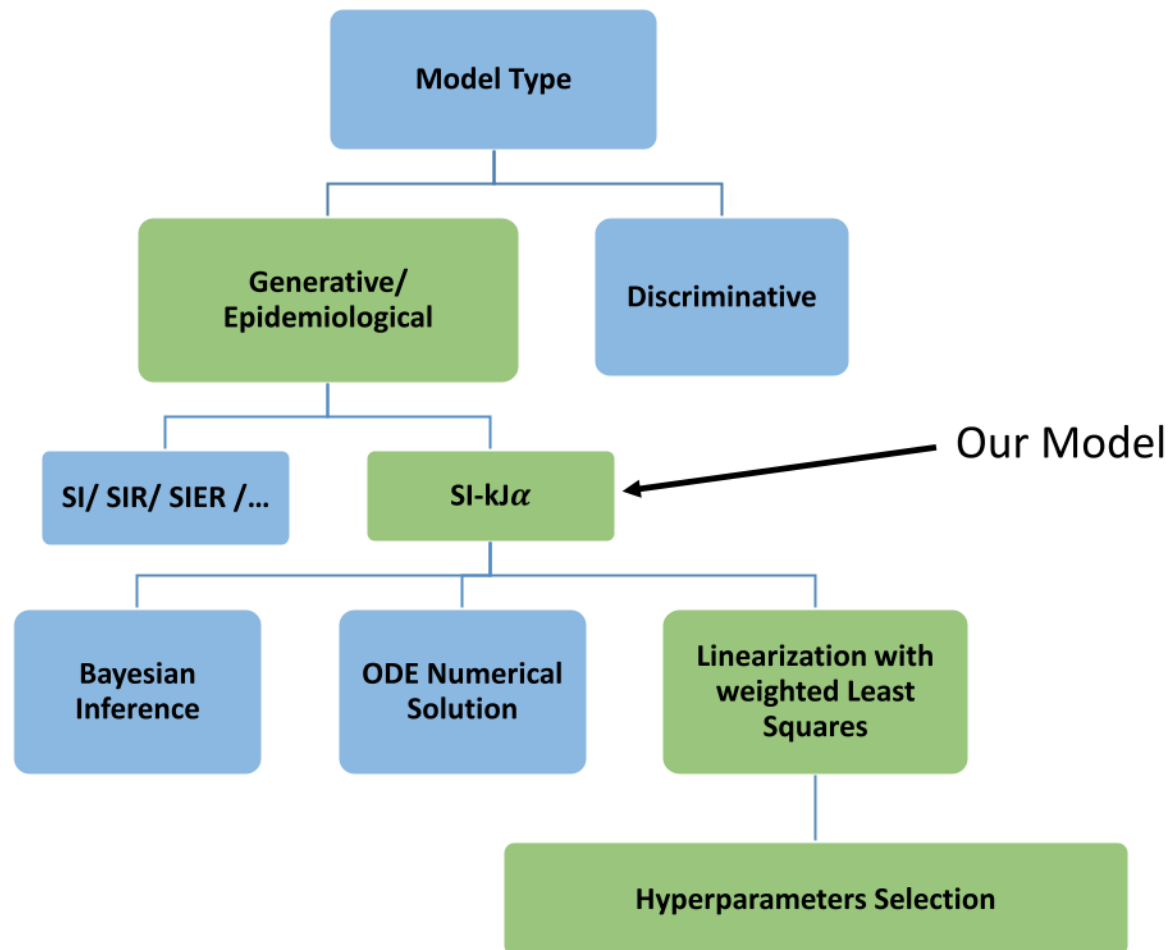 Model Type
Generative/
Epidemiological
Discriminative
Our Model
SI/ SIR/ SIER /...
SI-kJα
Bayesian
Inference
ODE Numerical
Solution
Linearization with
weighted Least
Squares
Hyperparameters Selection